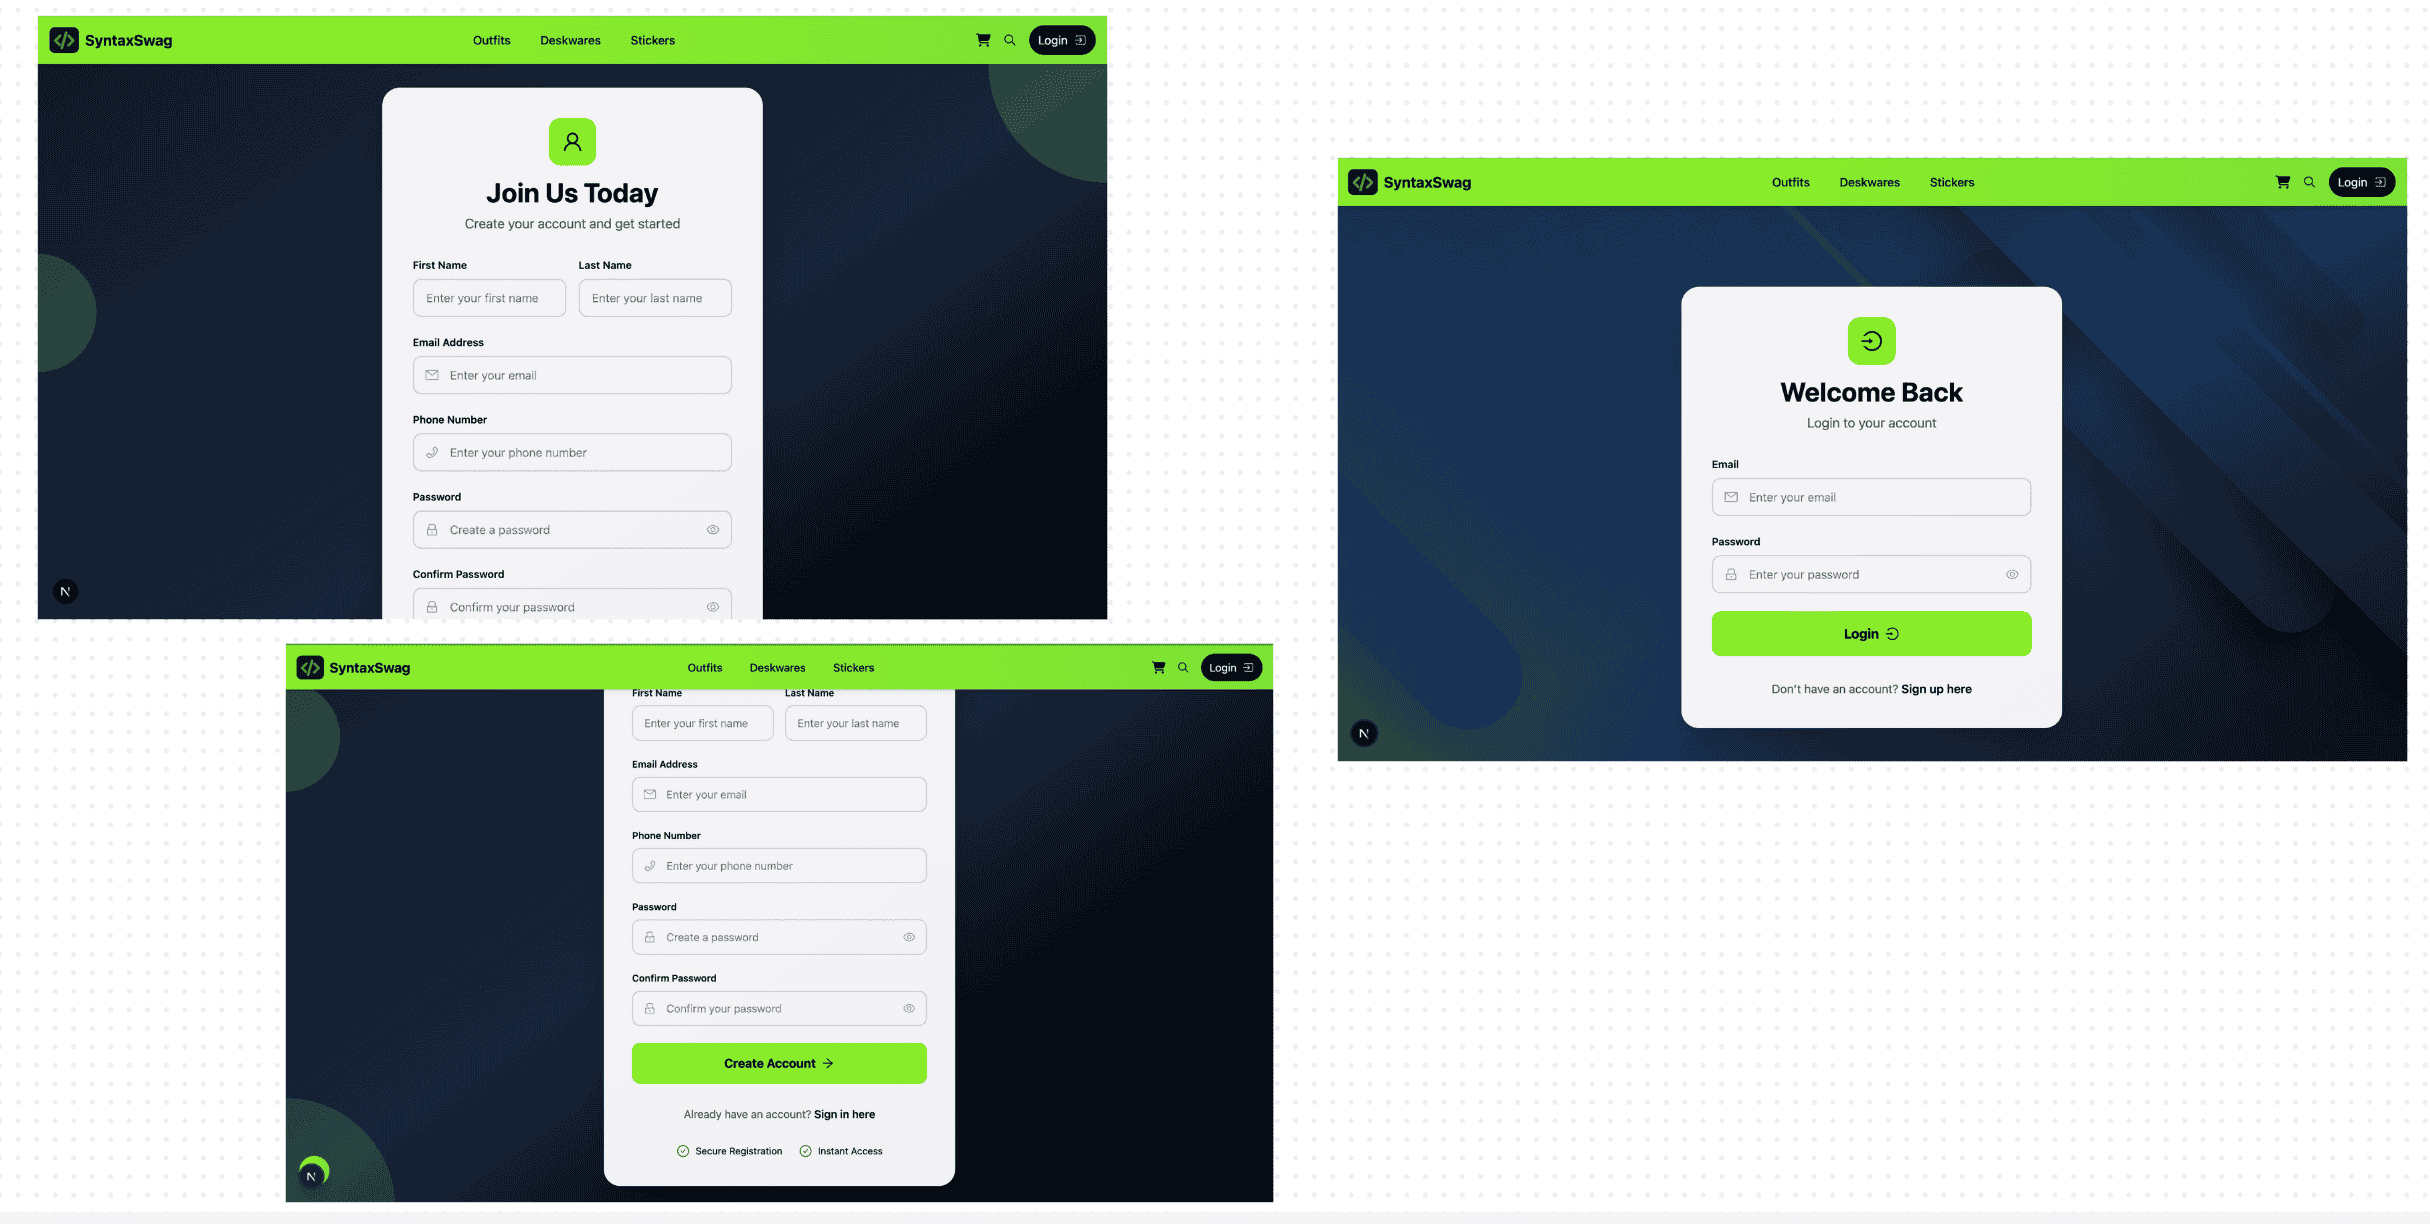 SyntaxSwag Outfits Deskwares Stickers Login
Join Us Today
Create your account and get started
First Name Last Name
Enter your first name Enter your last name
Email Address
Enter your email
Phone Number
Enter your phone number
Password
Create a password
Confirm Password
Confirm your password
N
SyntaxSwag Outfits Deskwares Stickers Login
First Name Last Name
Enter your first name Enter your last name
Email Address
Enter your email
Phone Number
Enter your phone number
Password
Create a password
Confirm Password
Confirm your password
Create Account
Already have an account? Sign in here
Secure Registration Instant Access
N
SyntaxSwag Outfits Deskwares Stickers Login
Welcome Back
Login to your account
Email
Enter your email
Password
Enter your password
Login
Don't have an account? Sign up here
N